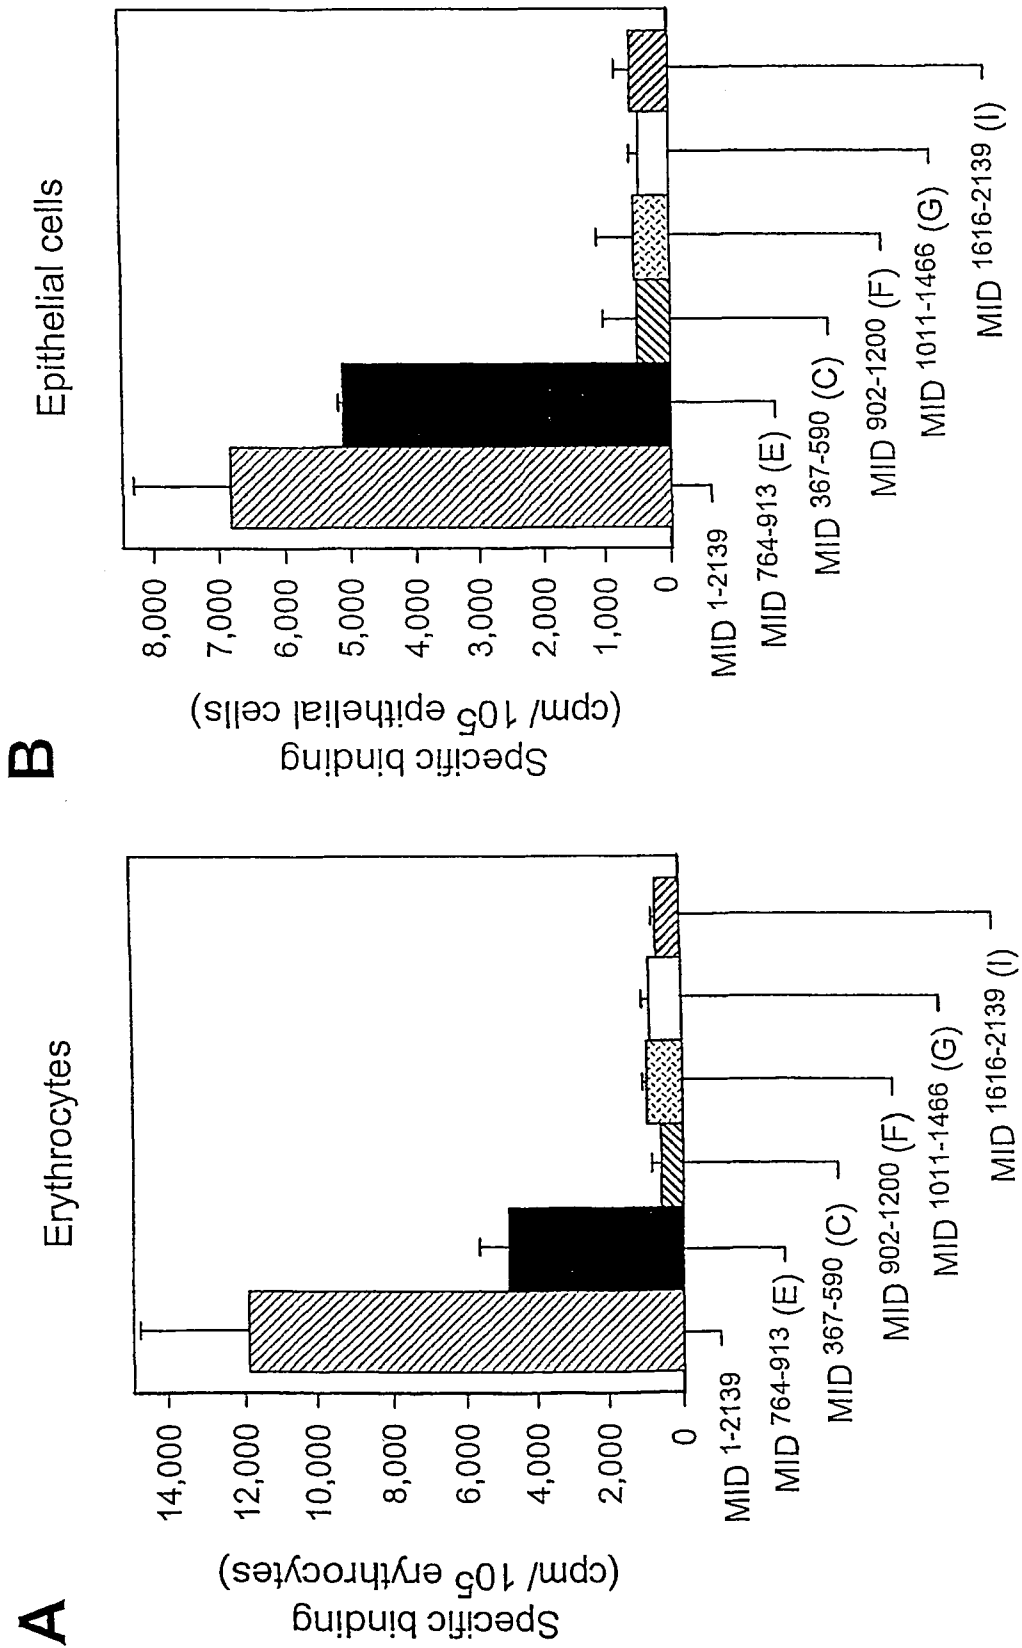 A
Erythrocytes
Specific binding
(cpm/ 10⁵ erythrocytes)
14,000
12,000
10,000
8,000
6,000
4,000
2,000
0
MID 1-2139
MID 764-913 (E)
MID 367-590 (C)
MID 902-1200 (F)
MID 1011-1466 (G)
MID 1616-2139 (I)
B
Epithelial cells
Specific binding
(cpm/ 10⁵ epithelial cells)
8,000
7,000
6,000
5,000
4,000
3,000
2,000
1,000
0
MID 1-2139
MID 764-913 (E)
MID 367-590 (C)
MID 902-1200 (F)
MID 1011-1466 (G)
MID 1616-2139 (I)